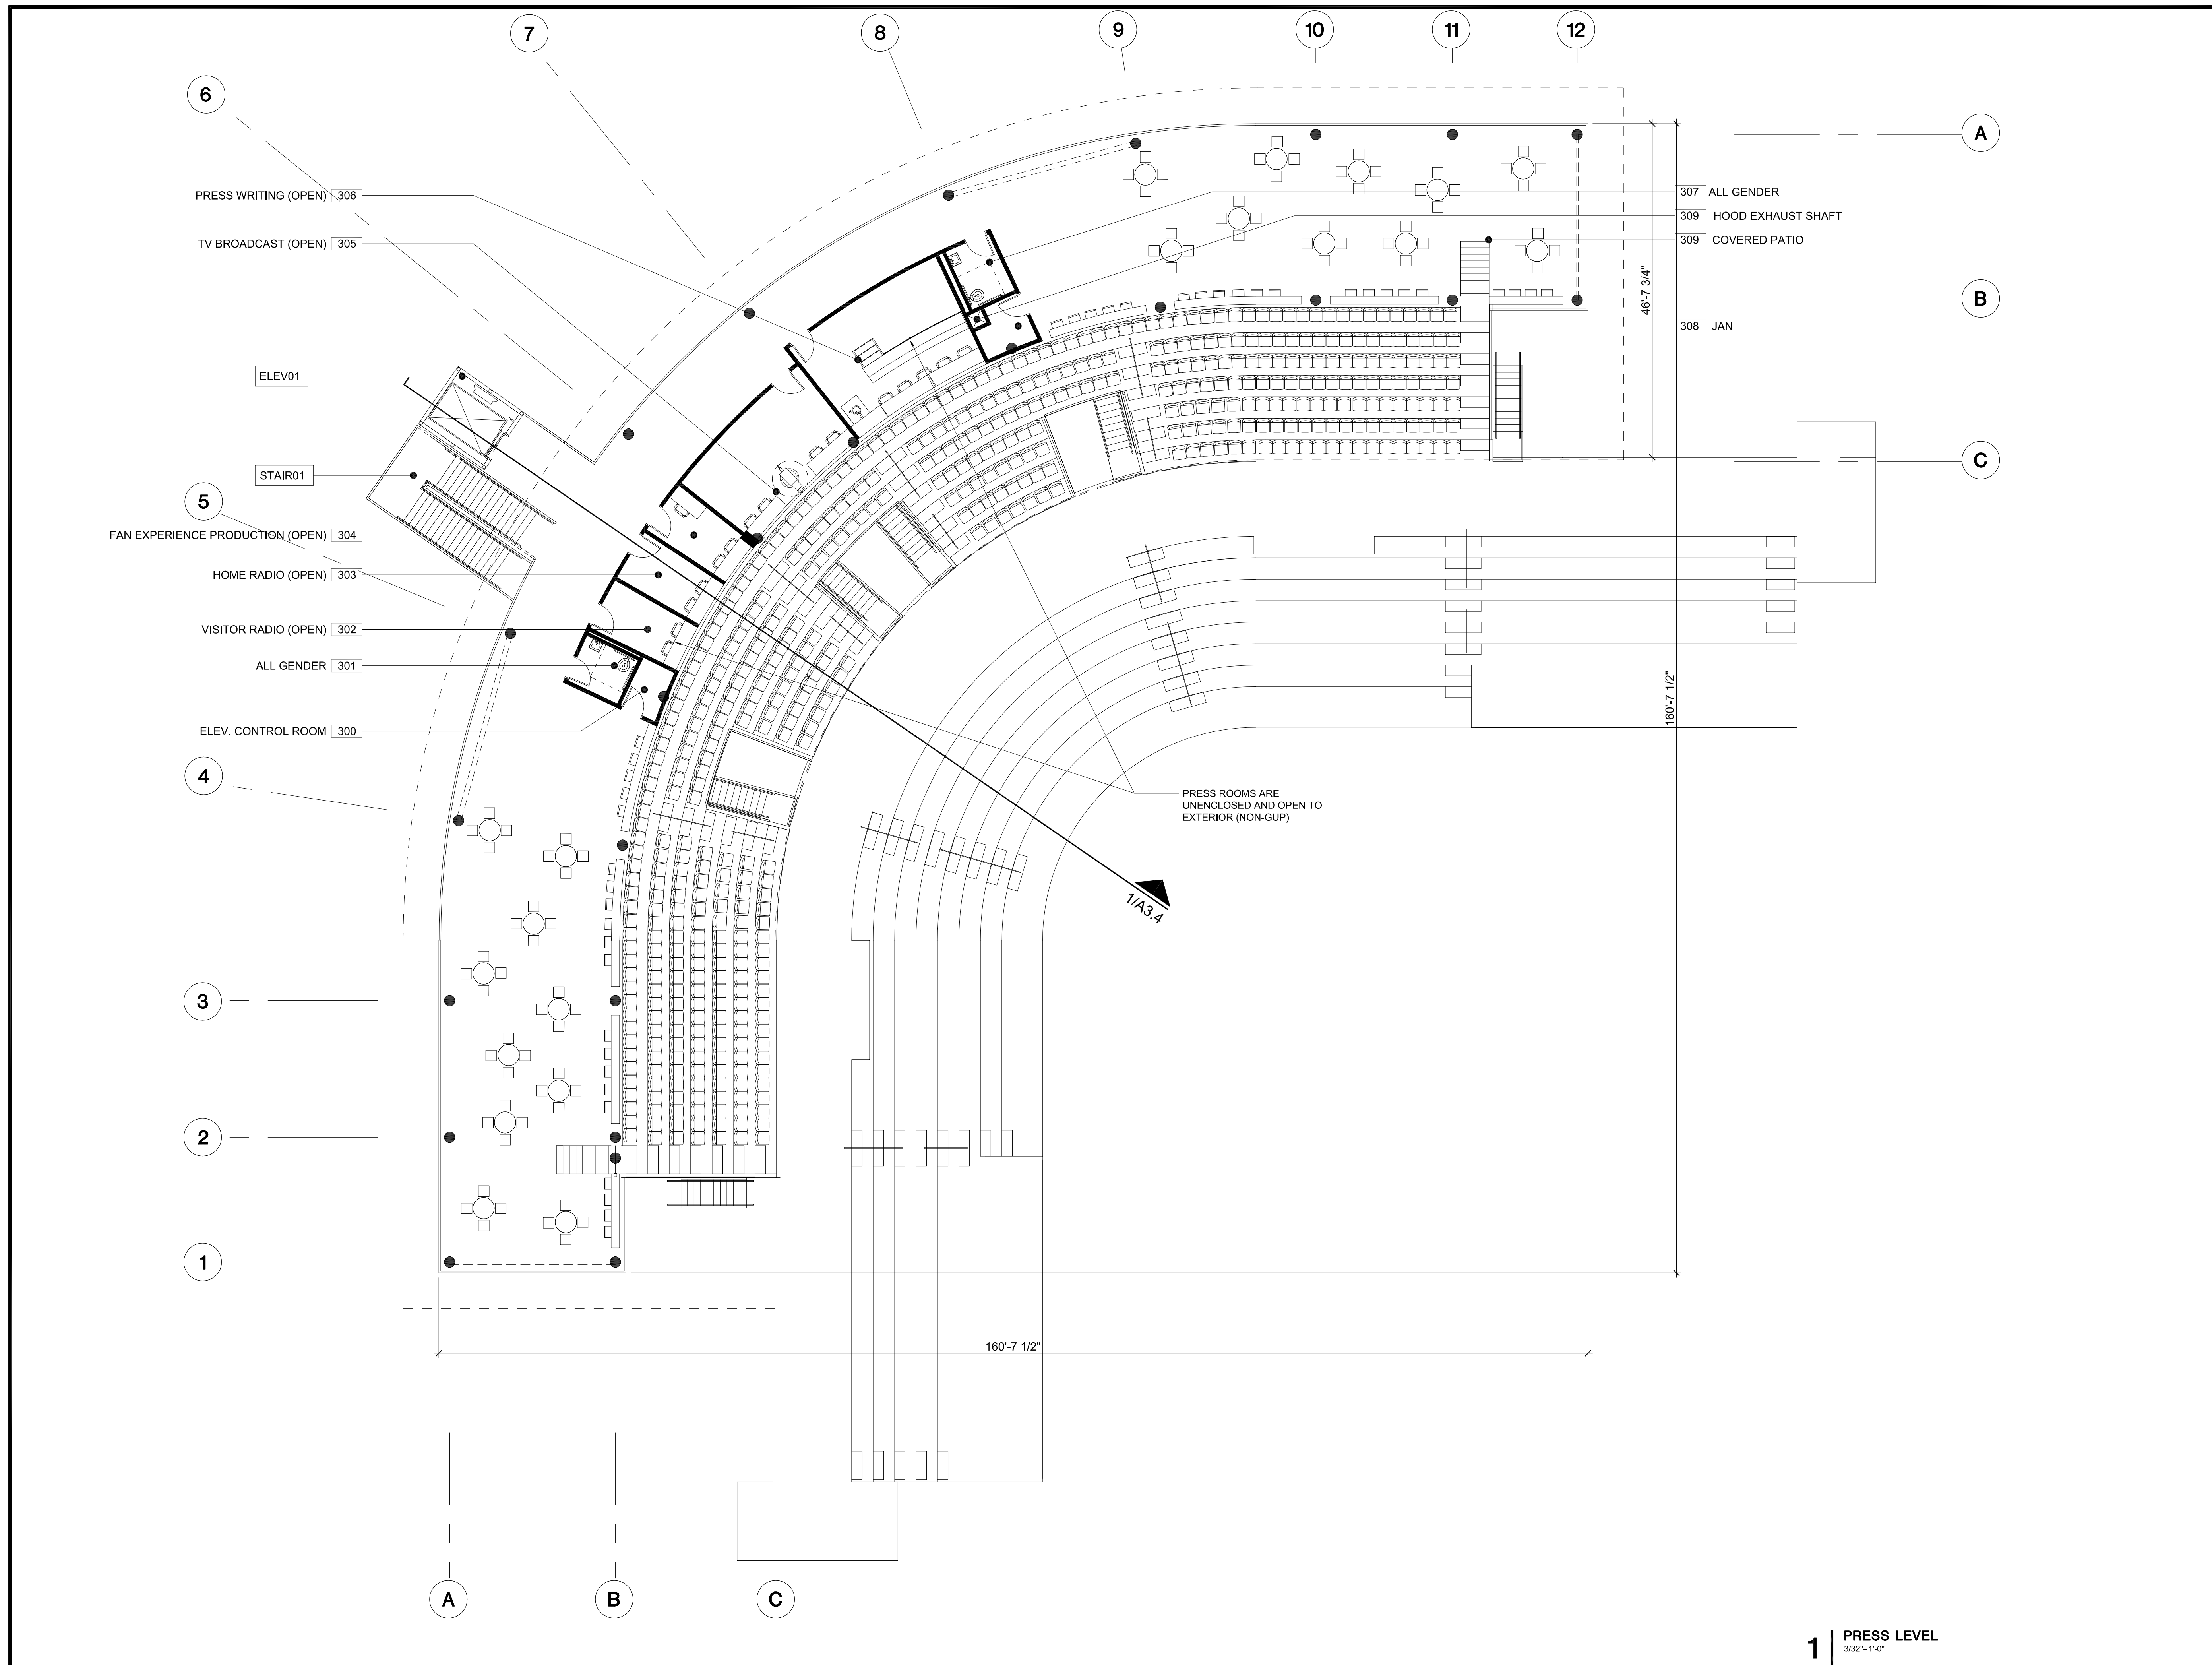 7
8
9
10
11
12
6
A
PRESS WRITING (OPEN) 306
307 ALL GENDER
309 HOOD EXHAUST SHAFT
TV BROADCAST (OPEN) 305
309 COVERED PATIO
46'-7 3/4"
B
308 JAN
ELEV01
STAIR01
C
5
FAN EXPERIENCE PRODUCTION (OPEN) 304
HOME RADIO (OPEN) 303
VISITOR RADIO (OPEN) 302
ALL GENDER 301
160'-7 1/2"
ELEV. CONTROL ROOM 300
4
PRESS ROOMS ARE
UNENCLOSED AND OPEN TO
EXTERIOR (NON-GUP)
1/A3.4
3
2
1
160'-7 1/2"
A
B
C
1 PRESS LEVEL
3/32"=1'-0"